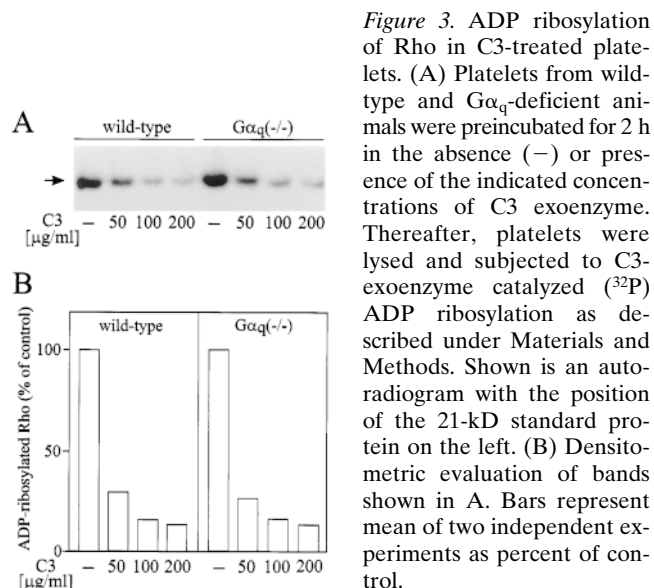 A
wild-type Gαq(-/-)
C3 – 50 100 200 – 50 100 200
[μg/ml]
B
wild-type Gαq(-/-)
ADP-ribosylated Rho (% of control)
100
50
0
C3 – 50 100 200 – 50 100 200
[μg/ml]
Figure 3. ADP ribosylation
of Rho in C3-treated plate-
lets. (A) Platelets from wild-
type and Gαq-deficient ani-
mals were preincubated for 2 h
in the absence (−) or pres-
ence of the indicated concen-
trations of C3 exoenzyme.
Thereafter, platelets were
lysed and subjected to C3-
exoenzyme catalyzed (³²P)
ADP ribosylation as de-
scribed under Materials and
Methods. Shown is an auto-
radiogram with the position
of the 21-kD standard pro-
tein on the left. (B) Densito-
metric evaluation of bands
shown in A. Bars represent
mean of two independent ex-
periments as percent of con-
trol.